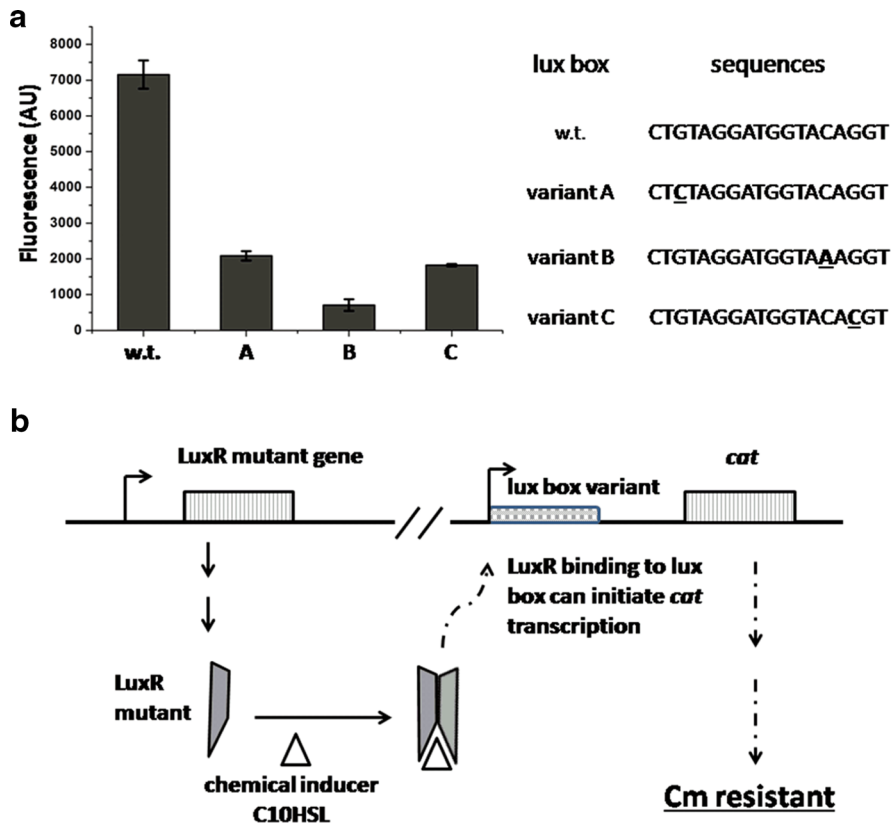 a
Fluorescence (AU)
8000
7000
6000
5000
4000
3000
2000
1000
0
w.t.
A
B
C
lux box sequences
w.t. CTGTAGGATGGTACAGGT
variant A CTCTAGGATGGTACAGGT
variant B CTGTAGGATGGTAAAGGT
variant C CTGTAGGATGGTACACGT
b
LuxR mutant gene
lux box variant
cat
LuxR binding to lux
box can initiate cat
transcription
LuxR
mutant
chemical inducer
C10HSL
Cm resistant